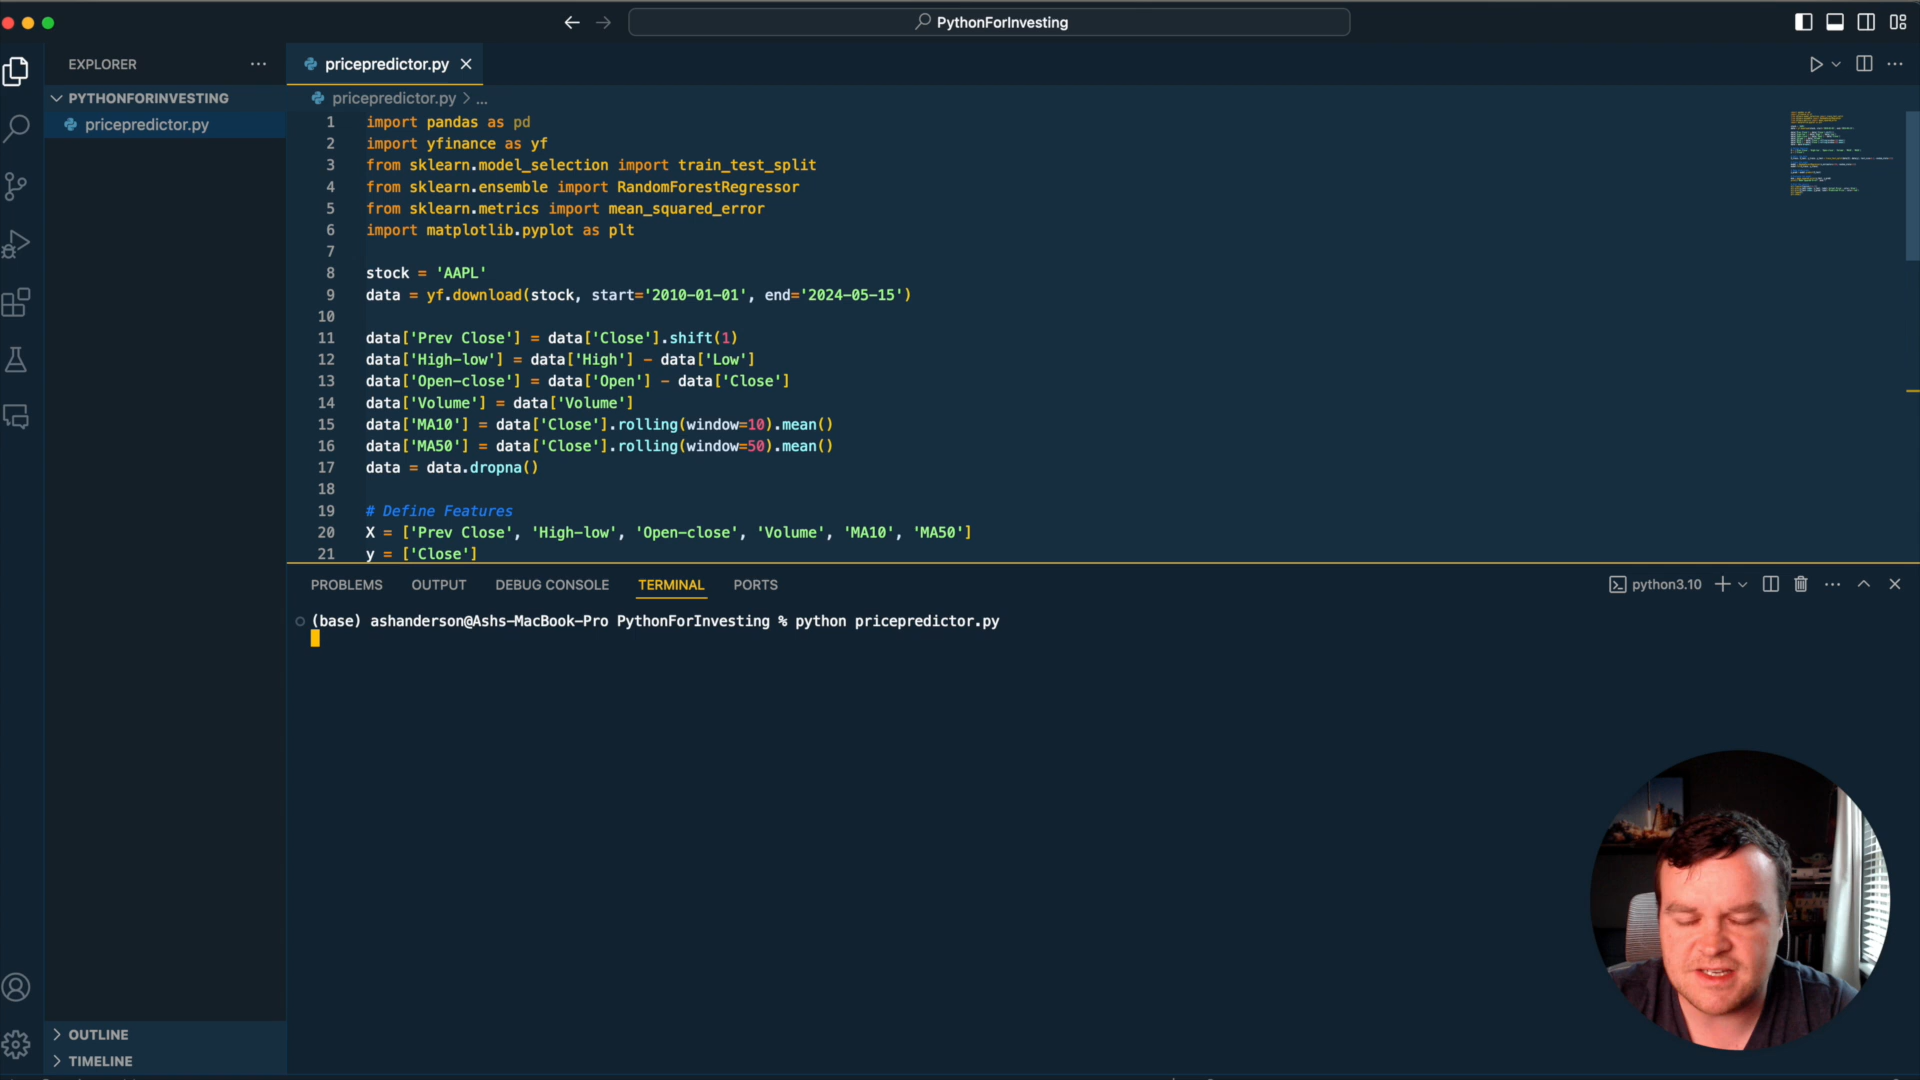 PythonForInvesting
EXPLORER
PYTHONFORINVESTING
pricepredictor.py
OUTLINE
TIMELINE
pricepredictor.py
pricepredictor.py > ...
1 import pandas as pd
2 import yfinance as yf
3 from sklearn.model_selection import train_test_split
4 from sklearn.ensemble import RandomForestRegressor
5 from sklearn.metrics import mean_squared_error
6 import matplotlib.pyplot as plt
7
8 stock = 'AAPL'
9 data = yf.download(stock, start='2010-01-01', end='2024-05-15')
10
11 data['Prev Close'] = data['Close'].shift(1)
12 data['High-low'] = data['High'] - data['Low']
13 data['Open-close'] = data['Open'] - data['Close']
14 data['Volume'] = data['Volume']
15 data['MA10'] = data['Close'].rolling(window=10).mean()
16 data['MA50'] = data['Close'].rolling(window=50).mean()
17 data = data.dropna()
18
19 # Define Features
20 X = ['Prev Close', 'High-low', 'Open-close', 'Volume', 'MA10', 'MA50']
21 y = ['Close']
PROBLEMS OUTPUT DEBUG CONSOLE TERMINAL PORTS
python3.10
(base) ashanderson@Ashs-MacBook-Pro PythonForInvesting % python pricepredictor.py